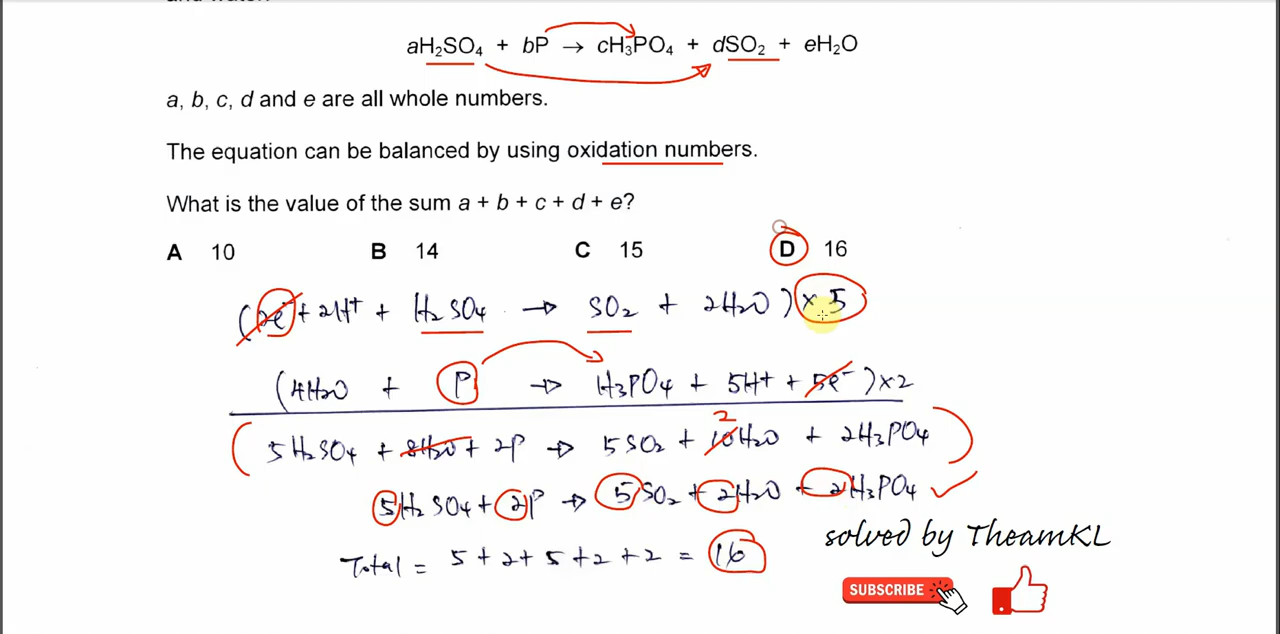 aH₂SO₄ + bP → cH₃PO₄ + dSO₂ + eH₂O
a, b, c, d and e are all whole numbers.
The equation can be balanced by using oxidation numbers.
What is the value of the sum a + b + c + d + e?
A 10 B 14 C 15 D 16
(2e⁻ + 2H⁺ + H₂SO₄ → SO₂ + 2H₂O) × 5
(4H₂O + P → H₃PO₄ + 5H⁺ + 5e⁻) × 2
2
5H₂SO₄ + 8H₂O + 2P → 5SO₂ + 10H₂O + 2H₃PO₄
5H₂SO₄ + 2P → 5SO₂ + 2H₂O + 2H₃PO₄
solved by TheamKL
Total = 5 + 2 + 5 + 2 + 2 = 16
SUBSCRIBE